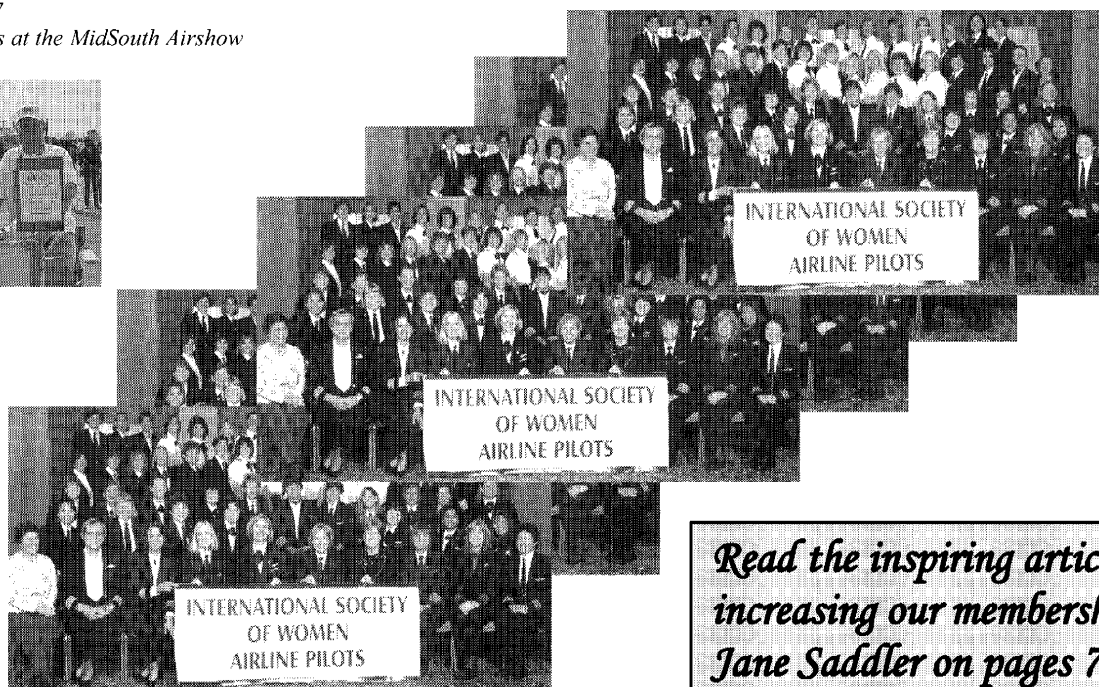 s at the MidSouth Airshow
INTERNATIONAL SOCIETY
OF WOMEN
AIRLINE PILOTS
INTERNATIONAL SOCIETY
OF WOMEN
AIRLINE PILOTS
INTERNATIONAL SOCIETY
OF WOMEN
AIRLINE PILOTS
Read the inspiring artic
increasing our membersh
Jane Saddler on pages 7